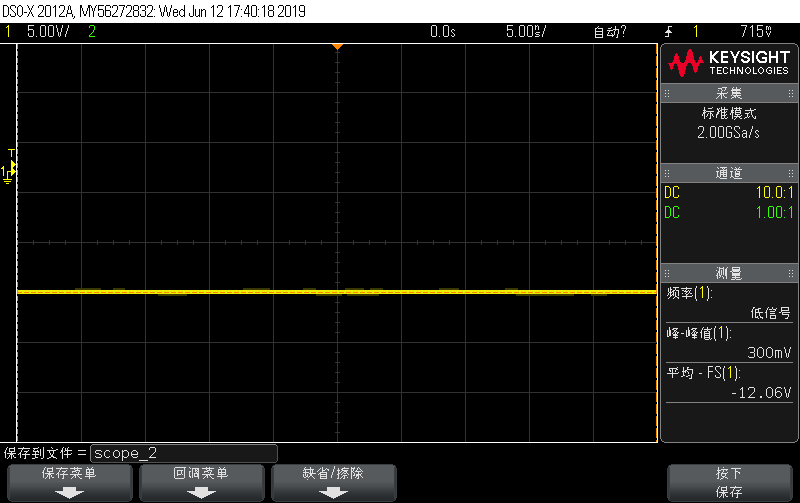 DSO-X 2012A, MY56272832: Wed Jun 12 17:40:18 2019
1 5.00V/ 2 0.0s 5.00ms/ 自动? 1 715mV
KEYSIGHT
TECHNOLOGIES
采集
标准模式
2.00GSa/s
通道
DC 10.0:1
DC 1.00:1
测量
频率(1):
低信号
峰-峰值(1):
300mV
平均 - FS(1):
-12.06V
T
1
保存到文件 = scope_2
保存菜单
回调菜单
缺省/擦除
按下
保存